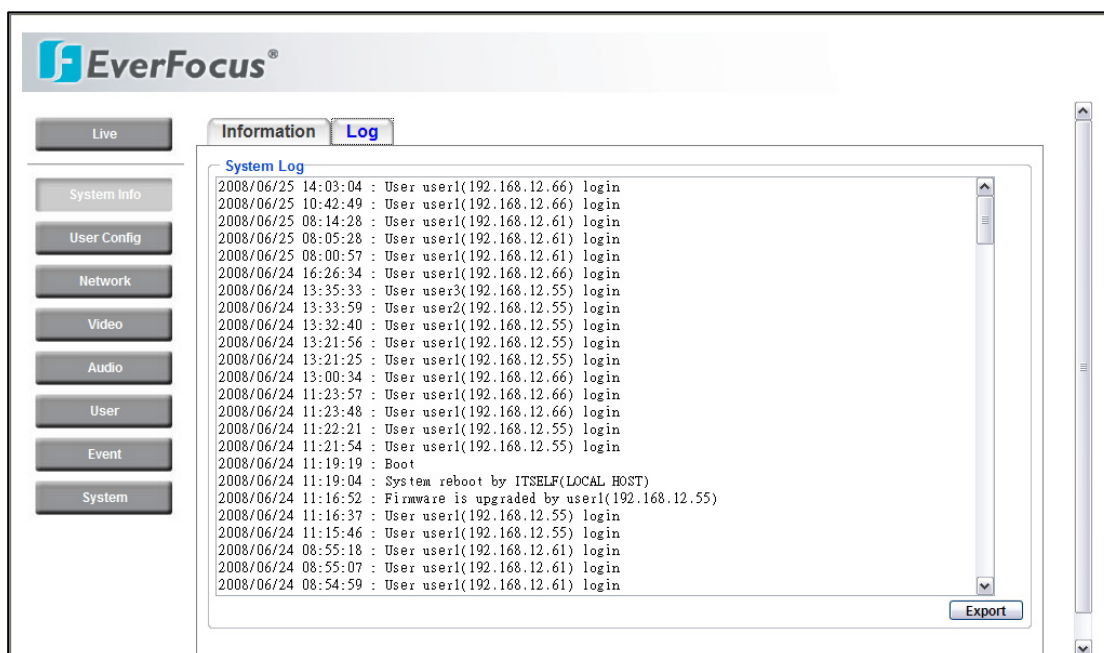 EverFocus®
Live
System Info
User Config
Network
Video
Audio
User
Event
System
Information
Log
System Log
2008/06/25 14:03:04 : User user1(192.168.12.66) login
2008/06/25 10:42:49 : User user1(192.168.12.66) login
2008/06/25 08:14:28 : User user1(192.168.12.61) login
2008/06/25 08:05:28 : User user1(192.168.12.61) login
2008/06/25 08:00:57 : User user1(192.168.12.61) login
2008/06/24 16:26:34 : User user1(192.168.12.66) login
2008/06/24 13:35:33 : User user3(192.168.12.55) login
2008/06/24 13:33:59 : User user2(192.168.12.55) login
2008/06/24 13:32:40 : User user1(192.168.12.55) login
2008/06/24 13:21:56 : User user1(192.168.12.55) login
2008/06/24 13:21:25 : User user1(192.168.12.55) login
2008/06/24 13:00:34 : User user1(192.168.12.66) login
2008/06/24 11:23:57 : User user1(192.168.12.66) login
2008/06/24 11:23:48 : User user1(192.168.12.66) login
2008/06/24 11:22:21 : User user1(192.168.12.55) login
2008/06/24 11:21:54 : User user1(192.168.12.55) login
2008/06/24 11:19:19 : Boot
2008/06/24 11:19:04 : System reboot by ITSELF(LOCAL HOST)
2008/06/24 11:16:52 : Firmware is upgraded by user1(192.168.12.55)
2008/06/24 11:16:37 : User user1(192.168.12.55) login
2008/06/24 11:15:46 : User user1(192.168.12.55) login
2008/06/24 08:55:18 : User user1(192.168.12.61) login
2008/06/24 08:55:07 : User user1(192.168.12.61) login
2008/06/24 08:54:59 : User user1(192.168.12.61) login
Export